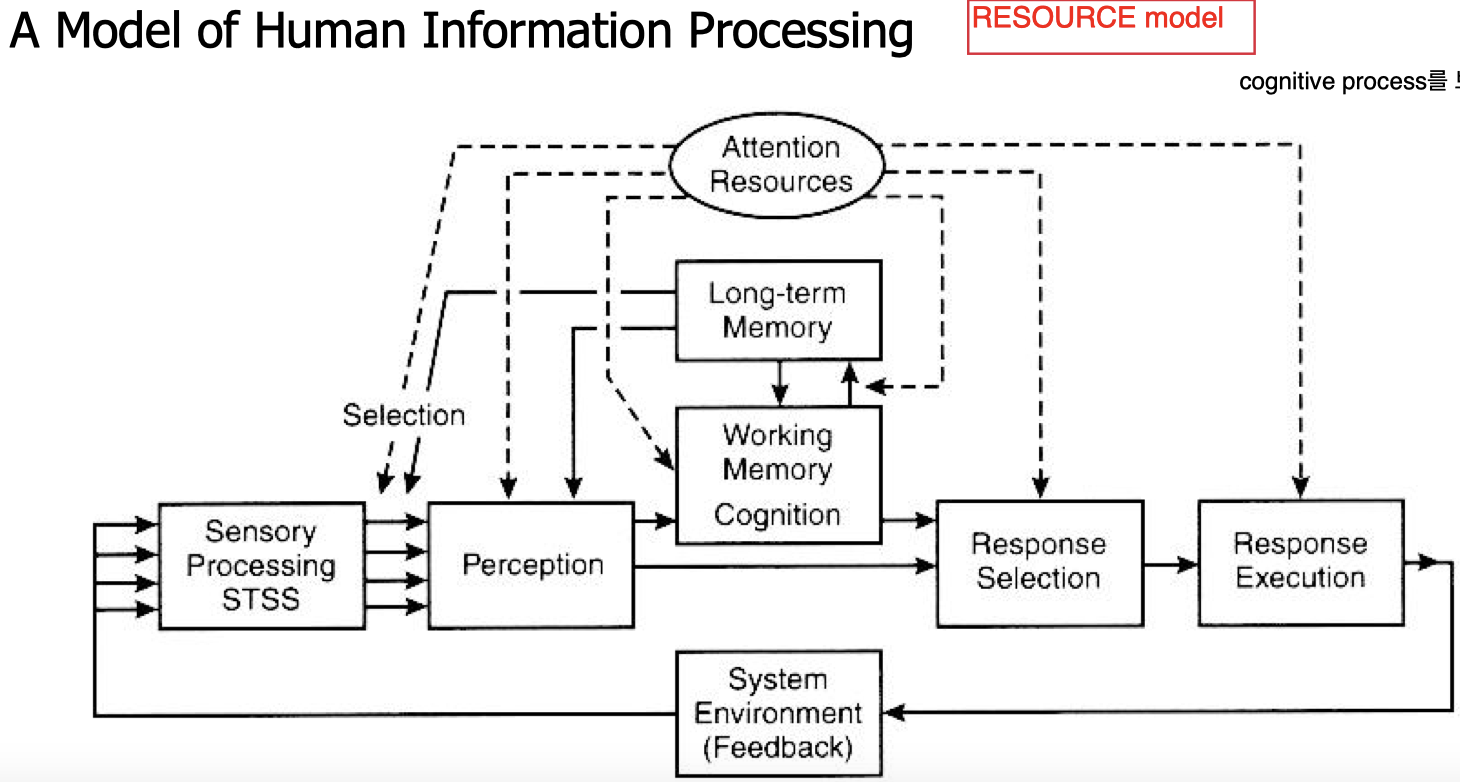 A Model of Human Information Processing
RESOURCE model
cognitive process를
Attention
Resources
Long-term
Memory
Selection
Working
Memory
Cognition
Sensory
Processing
STSS
Perception
Response
Selection
Response
Execution
System
Environment
(Feedback)